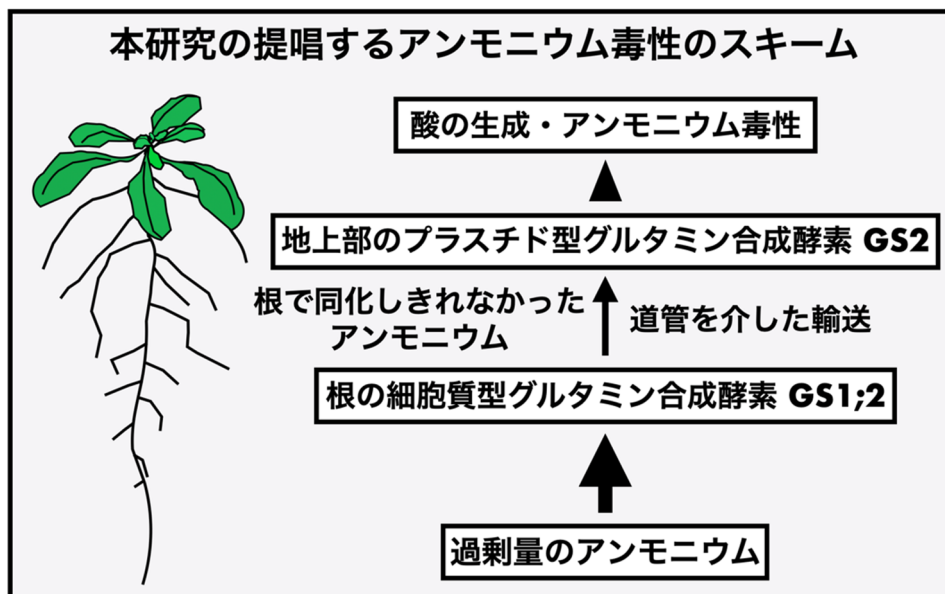 本研究の提唱するアンモニウム毒性のスキーム
酸の生成・アンモニウム毒性
地上部のプラスチド型グルタミン合成酵素 GS2
根で同化しきれなかった
アンモニウム
道管を介した輸送
根の細胞質型グルタミン合成酵素 GS1;2
過剰量のアンモニウム